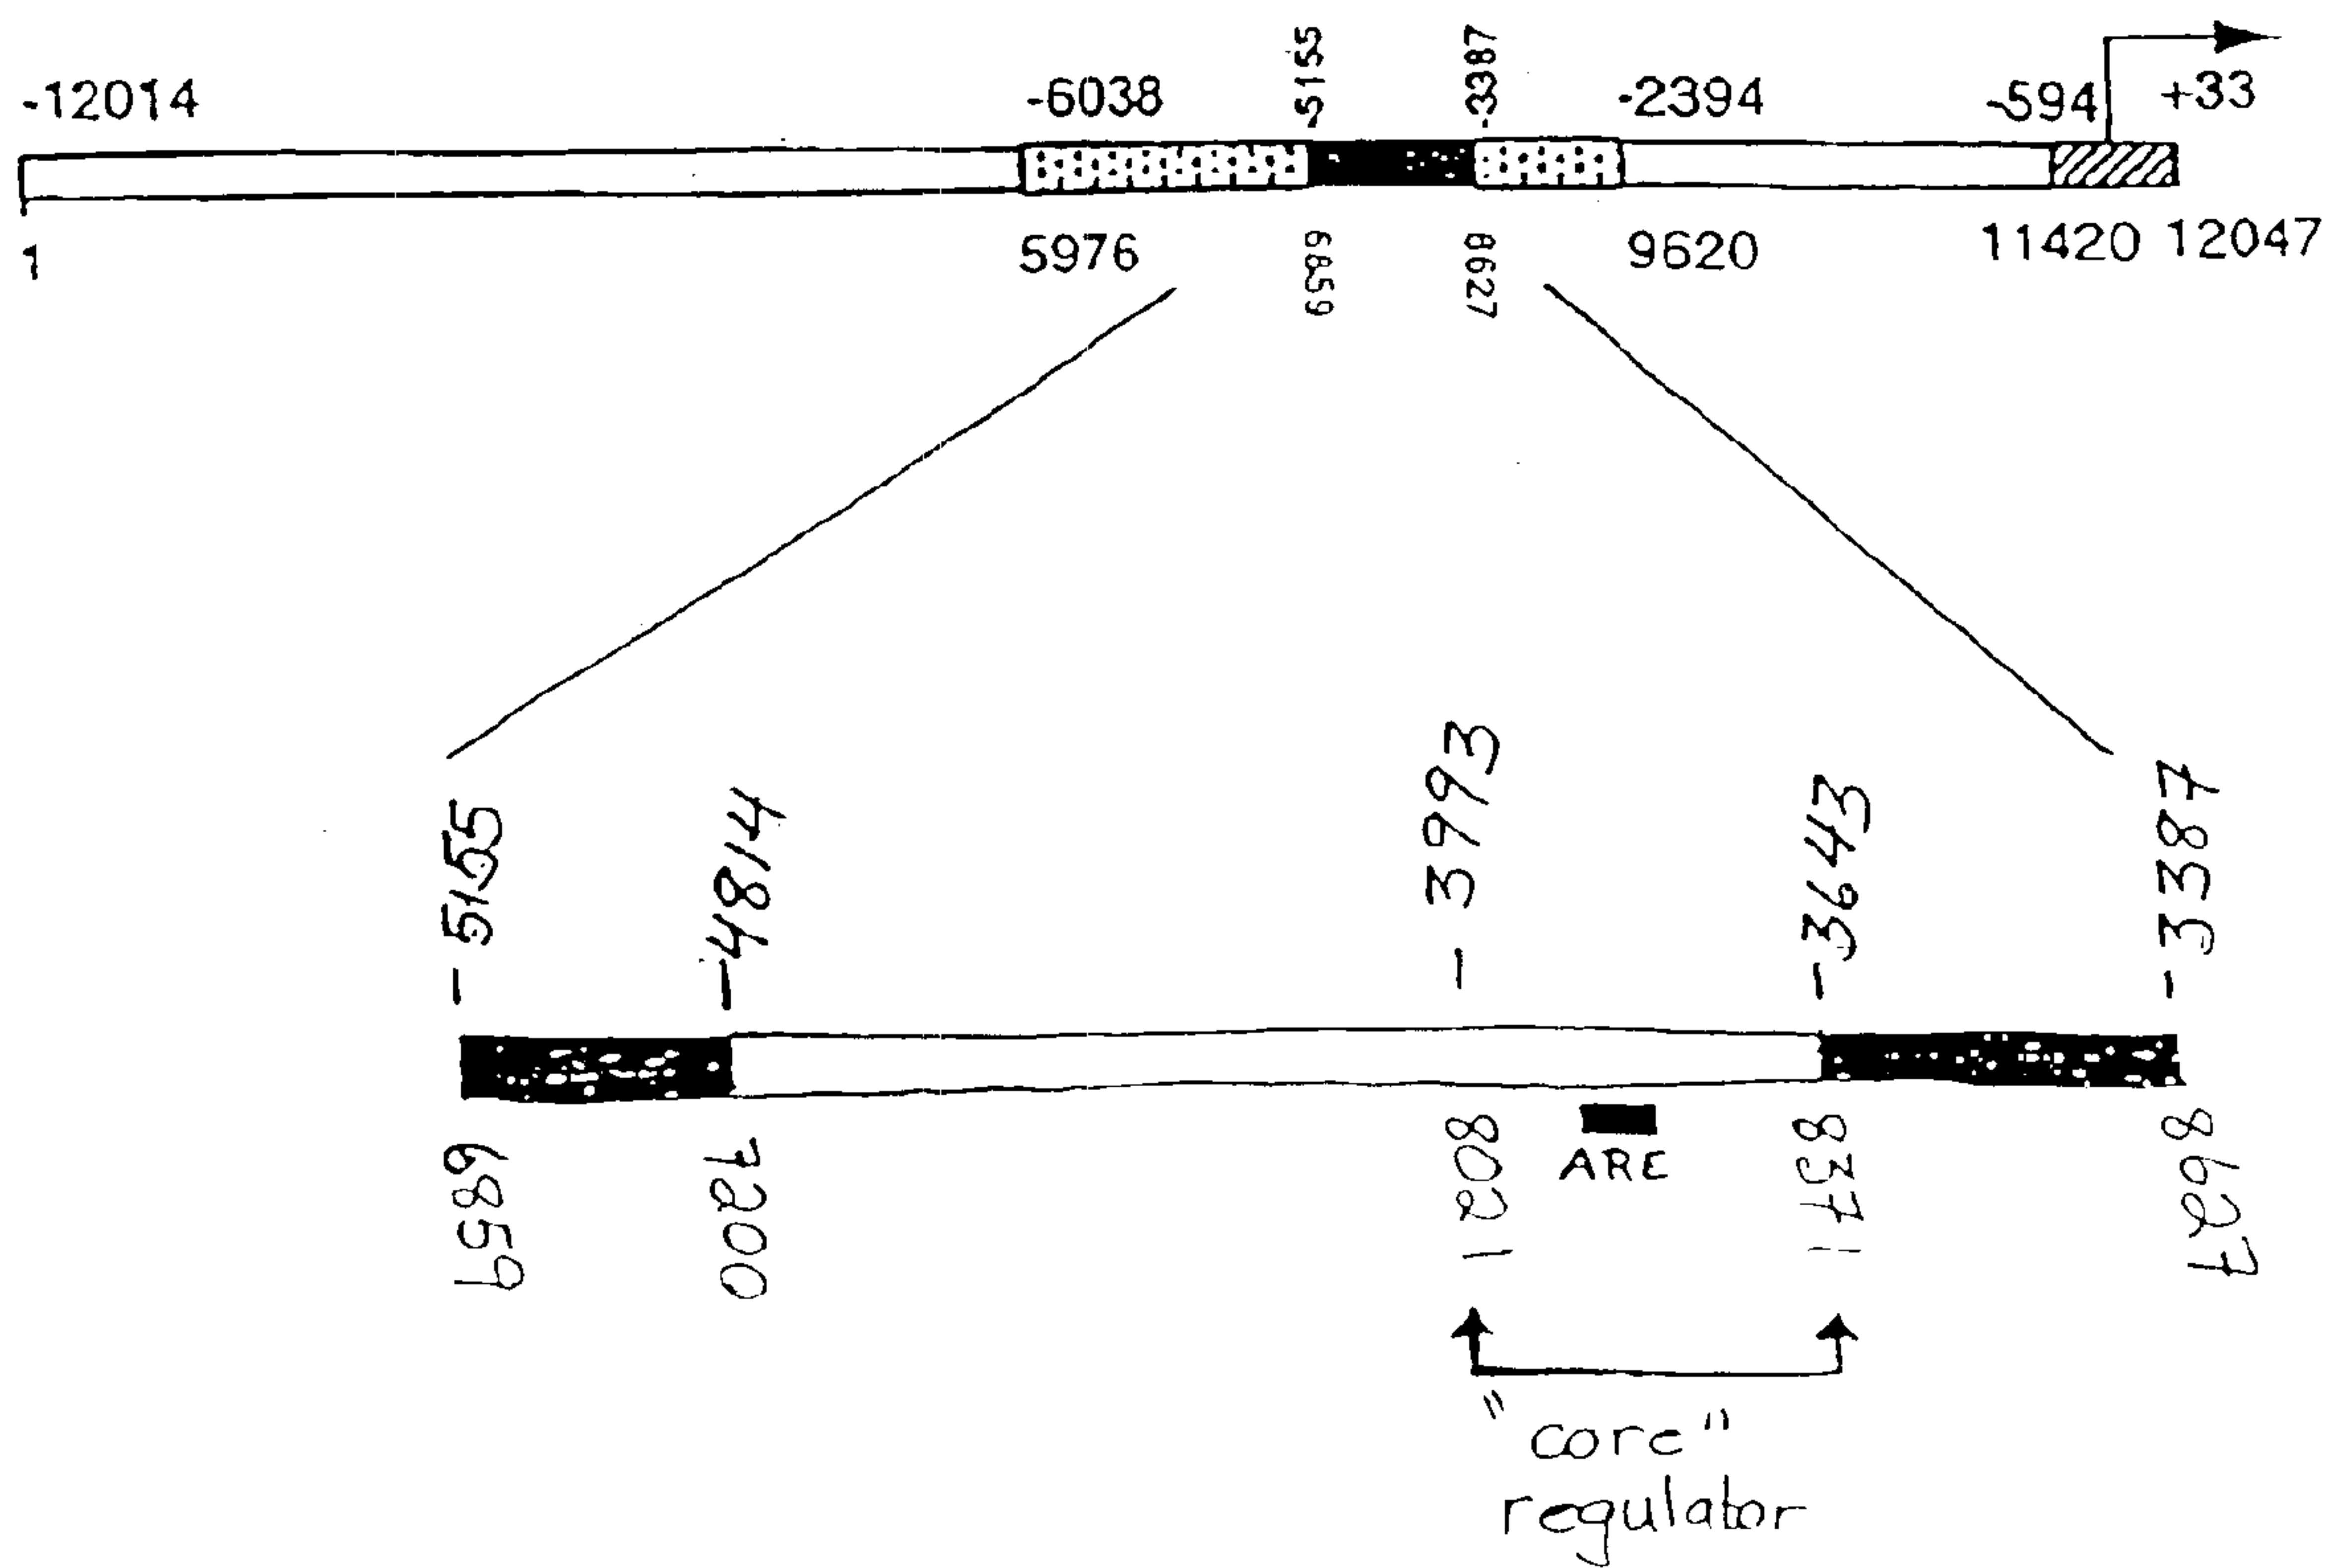 -12014 -6038 -5155 -3387 -2394 -594 +33
1 5976 6859 8627 9620 11420 12047
-5155 -4814 -3993 -3643 -3387
6859 7200 8021 ARE 8371 8627
"core"
regulator